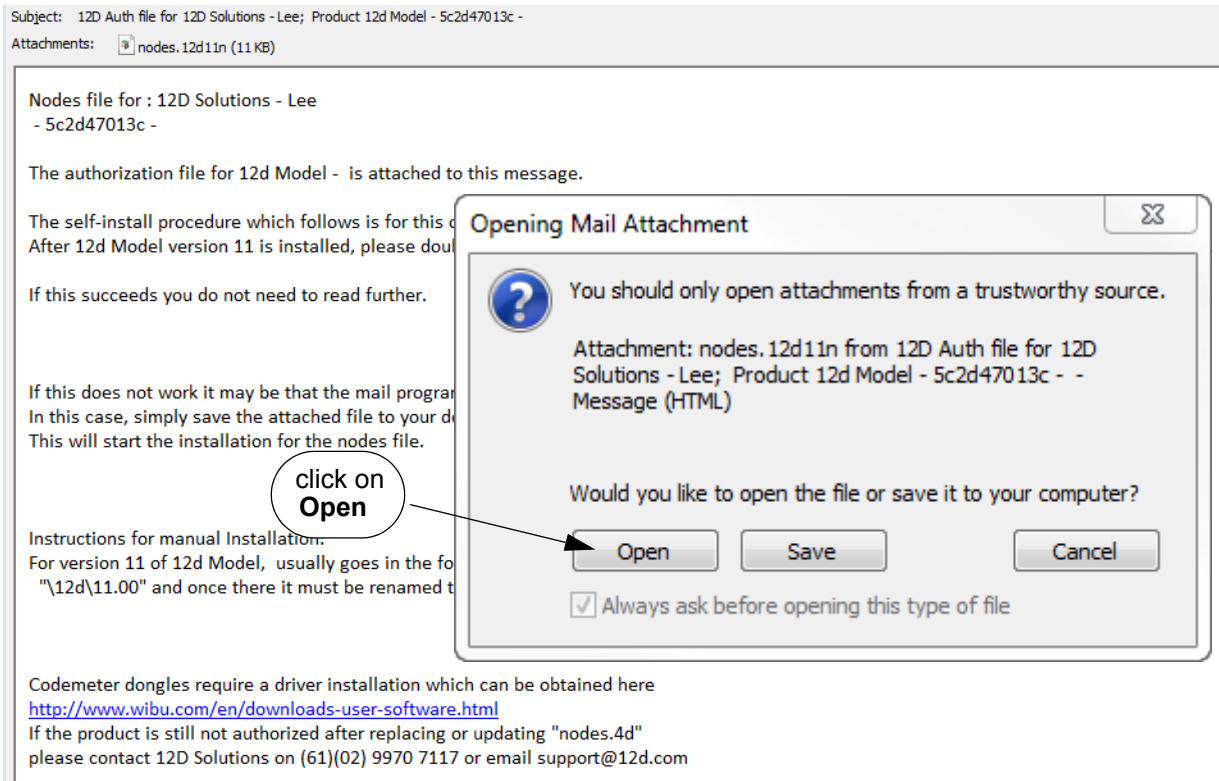 Subject: 12D Auth file for 12D Solutions - Lee; Product 12d Model - 5c2d47013c -
Attachments: nodes.12d11n (11 KB)
Nodes file for : 12D Solutions - Lee
- 5c2d47013c -
The authorization file for 12d Model - is attached to this message.
The self-install procedure which follows is for this
After 12d Model version 11 is installed, please
If this succeeds you do not need to read further.
If this does not work it may be that the mail
In this case, simply save the attached file to your
This will start the installation for the nodes file.
Instructions for manual Installation.
For version 11 of 12d Model, usually goes in the
"\12d\11.00" and once there it must be renamed
Codemeter dongles require a driver installation which can be obtained here
http://www.wibu.com/en/downloads-user-software.html
If the product is still not authorized after replacing or updating "nodes.4d"
please contact 12D Solutions on (61)(02) 9970 7117 or email support@12d.com
Opening Mail Attachment
You should only open attachments from a trustworthy source.
Attachment: nodes.12d11n from 12D Auth file for 12D
Solutions - Lee; Product 12d Model - 5c2d47013c - -
Message (HTML)
Would you like to open the file or save it to your computer?
Open Save Cancel
Always ask before opening this type of file
click on
Open